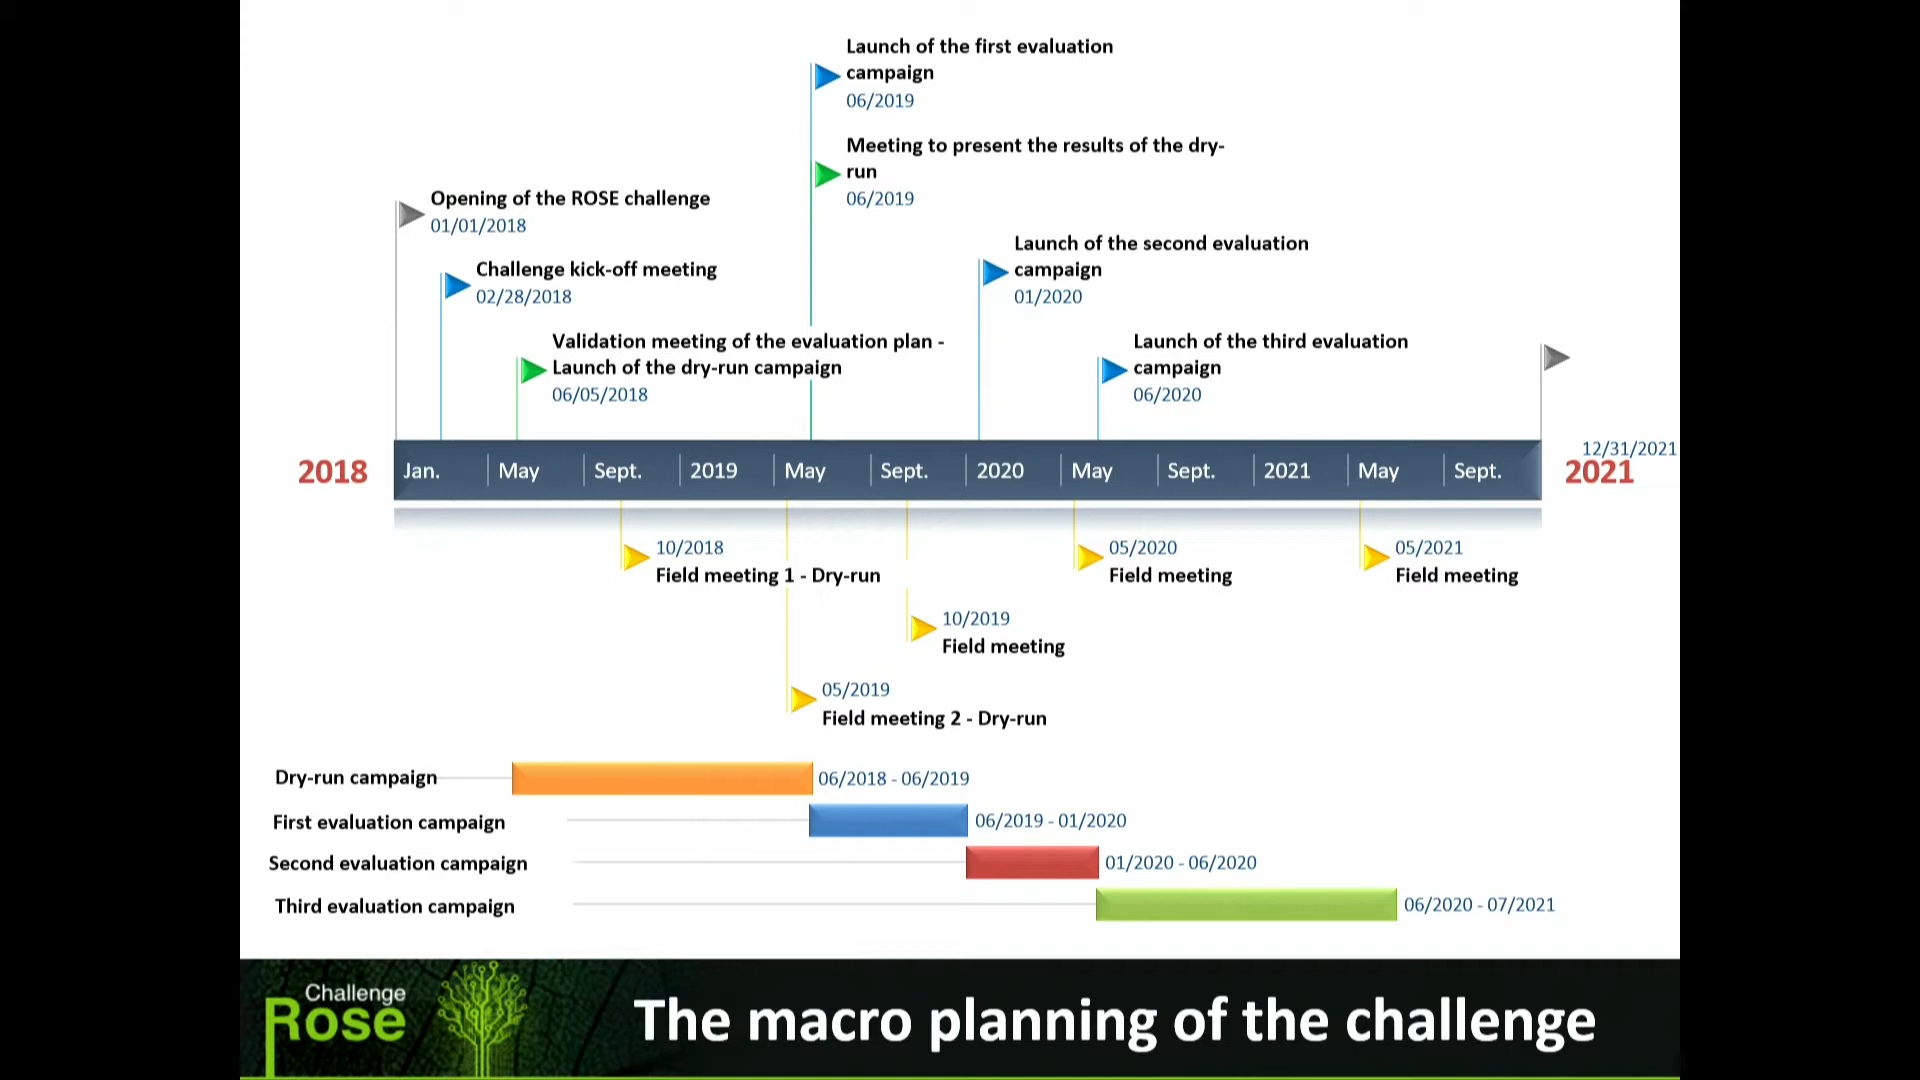 Launch of the first evaluation
campaign
06/2019
Meeting to present the results of the dry-
run
06/2019
Opening of the ROSE challenge
01/01/2018
Launch of the second evaluation
campaign
01/2020
Challenge kick-off meeting
02/28/2018
Validation meeting of the evaluation plan -
Launch of the dry-run campaign
06/05/2018
Launch of the third evaluation
campaign
06/2020
12/31/2021
2018 Jan. May Sept. 2019 May Sept. 2020 May Sept. 2021 May Sept. 2021
10/2018
Field meeting 1 - Dry-run
05/2020
Field meeting
05/2021
Field meeting
10/2019
Field meeting
05/2019
Field meeting 2 - Dry-run
Dry-run campaign 06/2018 - 06/2019
First evaluation campaign 06/2019 - 01/2020
Second evaluation campaign 01/2020 - 06/2020
Third evaluation campaign 06/2020 - 07/2021
Challenge
Rose
The macro planning of the challenge